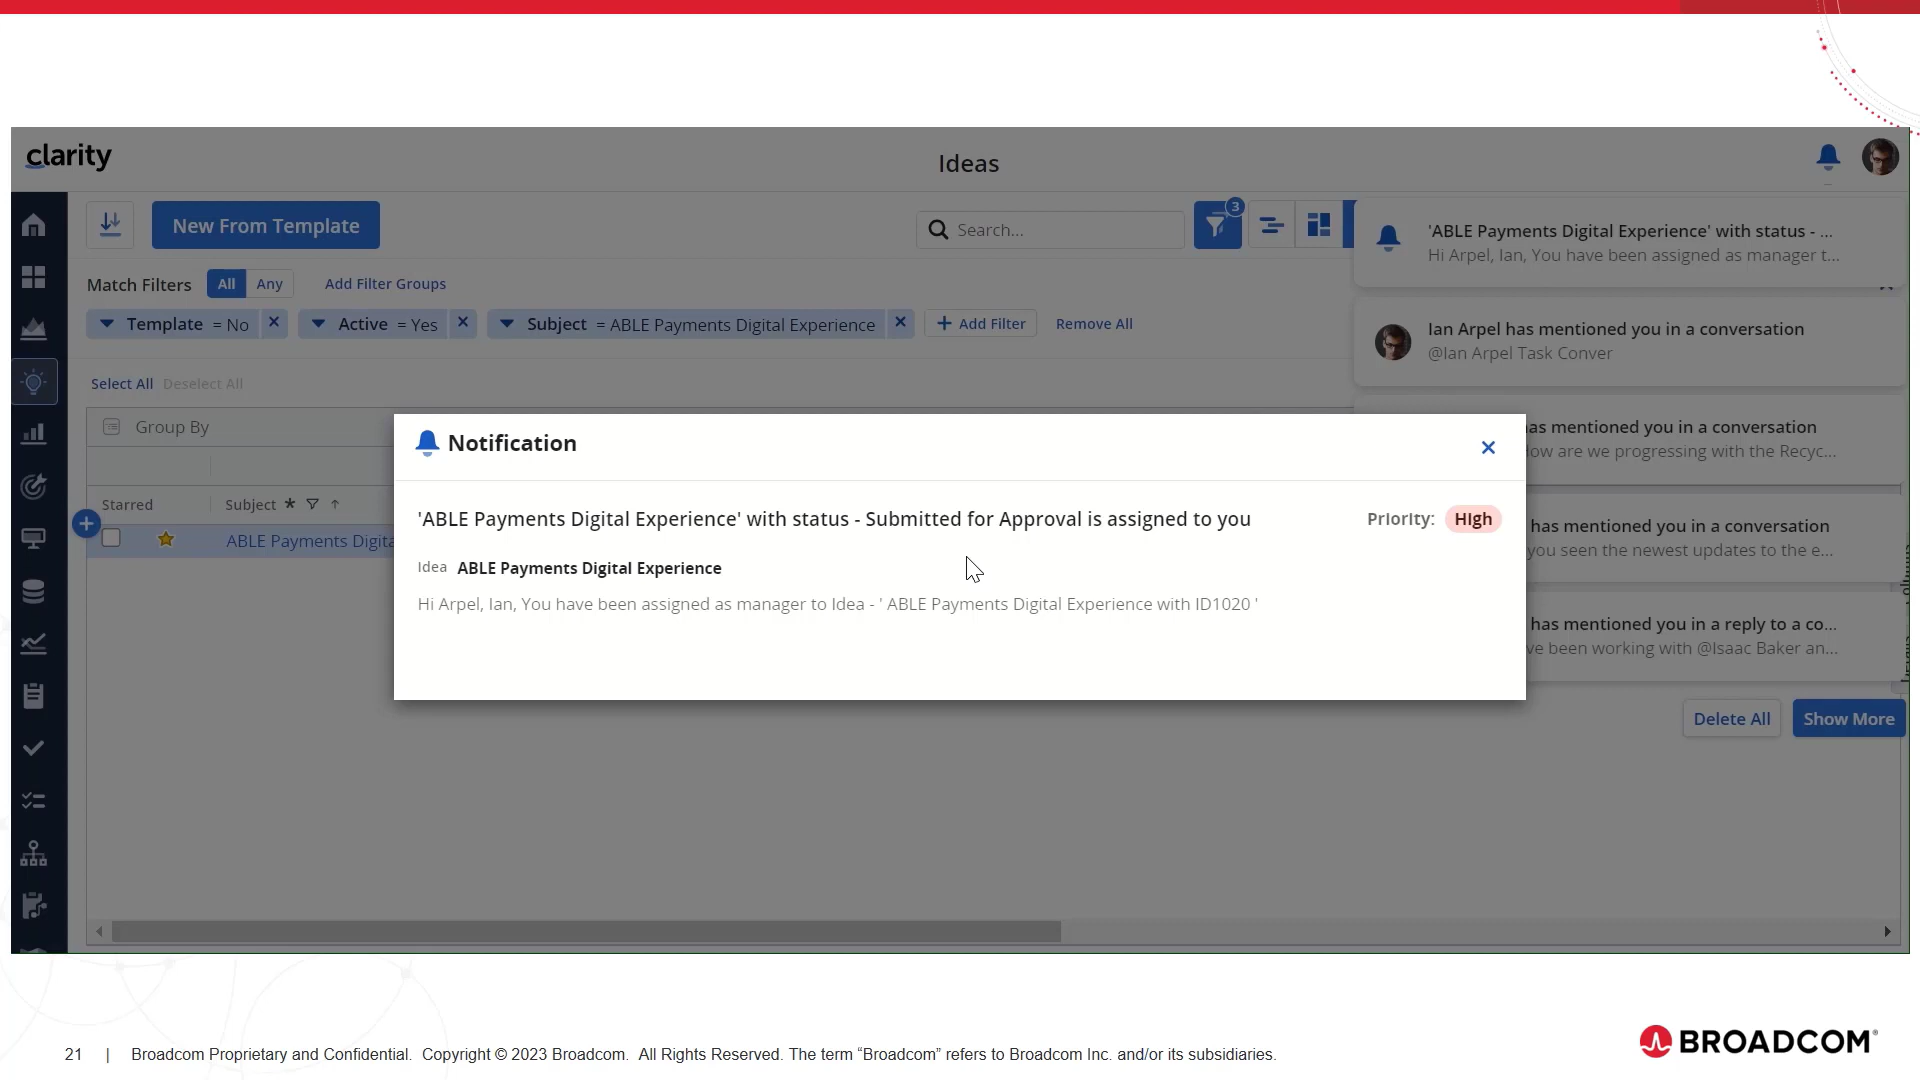 clarity
Ideas
New From Template
Search...
3
'ABLE Payments Digital Experience' with status - ...
Hi Arpel, Ian, You have been assigned as manager t...
Match Filters All Any Add Filter Groups
Template = No Active = Yes Subject = ABLE Payments Digital Experience + Add Filter Remove All
Ian Arpel has mentioned you in a conversation
@Ian Arpel Task Conver
Select All Deselect All
Group By
as mentioned you in a conversation
ow are we progressing with the Recyc...
Notification
Starred Subject *
'ABLE Payments Digital Experience' with status - Submitted for Approval is assigned to you
Priority: High
has mentioned you in a conversation
you seen the newest updates to the e...
ABLE Payments Digita
Idea ABLE Payments Digital Experience
Hi Arpel, Ian, You have been assigned as manager to Idea - ' ABLE Payments Digital Experience with ID1020 '
has mentioned you in a reply to a co...
ve been working with @Isaac Baker an...
Delete All Show More
21 | Broadcom Proprietary and Confidential. Copyright © 2023 Broadcom. All Rights Reserved. The term “Broadcom” refers to Broadcom Inc. and/or its subsidiaries.
BROADCOM®